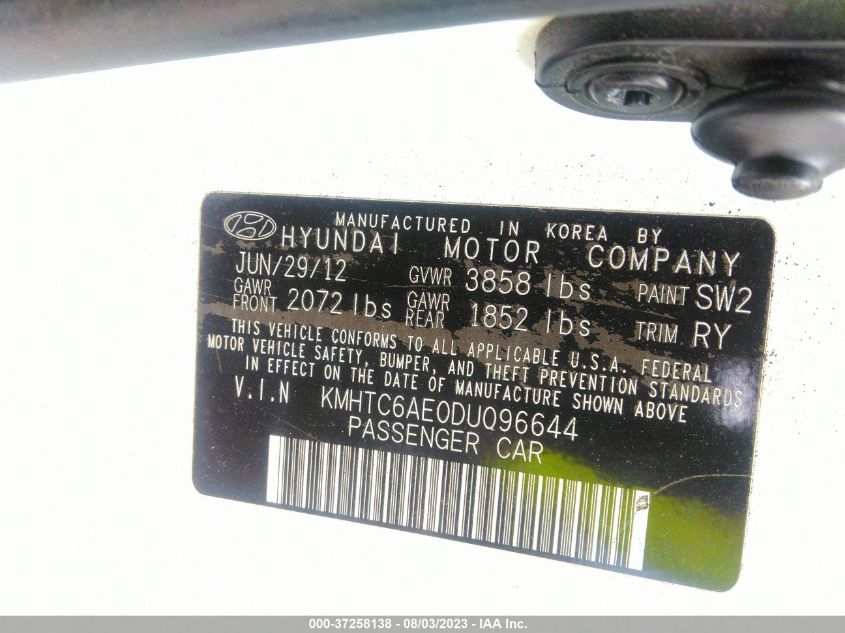 MANUFACTURED IN KOREA BY
HYUNDAI MOTOR COMPANY
JUN/29/12 GVWR 3858 lbs PAINT SW2
GAWR FRONT 2072 lbs GAWR REAR 1852 lbs TRIM RY
THIS VEHICLE CONFORMS TO ALL APPLICABLE U.S.A. FEDERAL
MOTOR VEHICLE SAFETY, BUMPER, AND THEFT PREVENTION STANDARDS
IN EFFECT ON THE DATE OF MANUFACTURE SHOWN ABOVE
V.I.N KMHTC6AE0DU096644
PASSENGER CAR
000-37258138 - 08/03/2023 - IAA Inc.